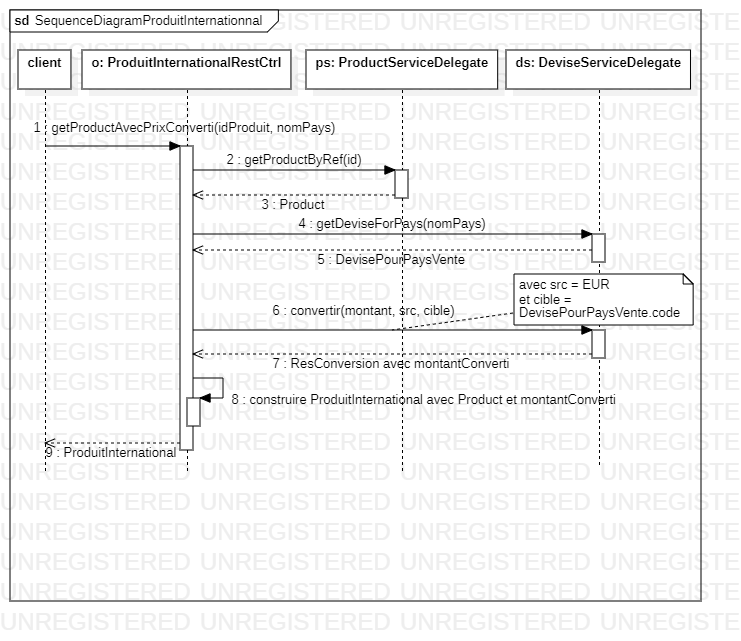 sd SequenceDiagramProduitInternationnal
client
o: ProduitInternationalRestCtrl
ps: ProductServiceDelegate
ds: DeviseServiceDelegate
1 : getProductAvecPrixConverti(idProduit, nomPays)
2 : getProductByRef(id)
3 : Product
4 : getDeviseForPays(nomPays)
5 : DevisePourPaysVente
avec src = EUR
et cible =
DevisePourPaysVente.code
6 : convertir(montant, src, cible)
7 : ResConversion avec montantConverti
8 : construire ProduitInternational avec Product et montantConverti
9 : ProduitInternational
UNREGISTERED